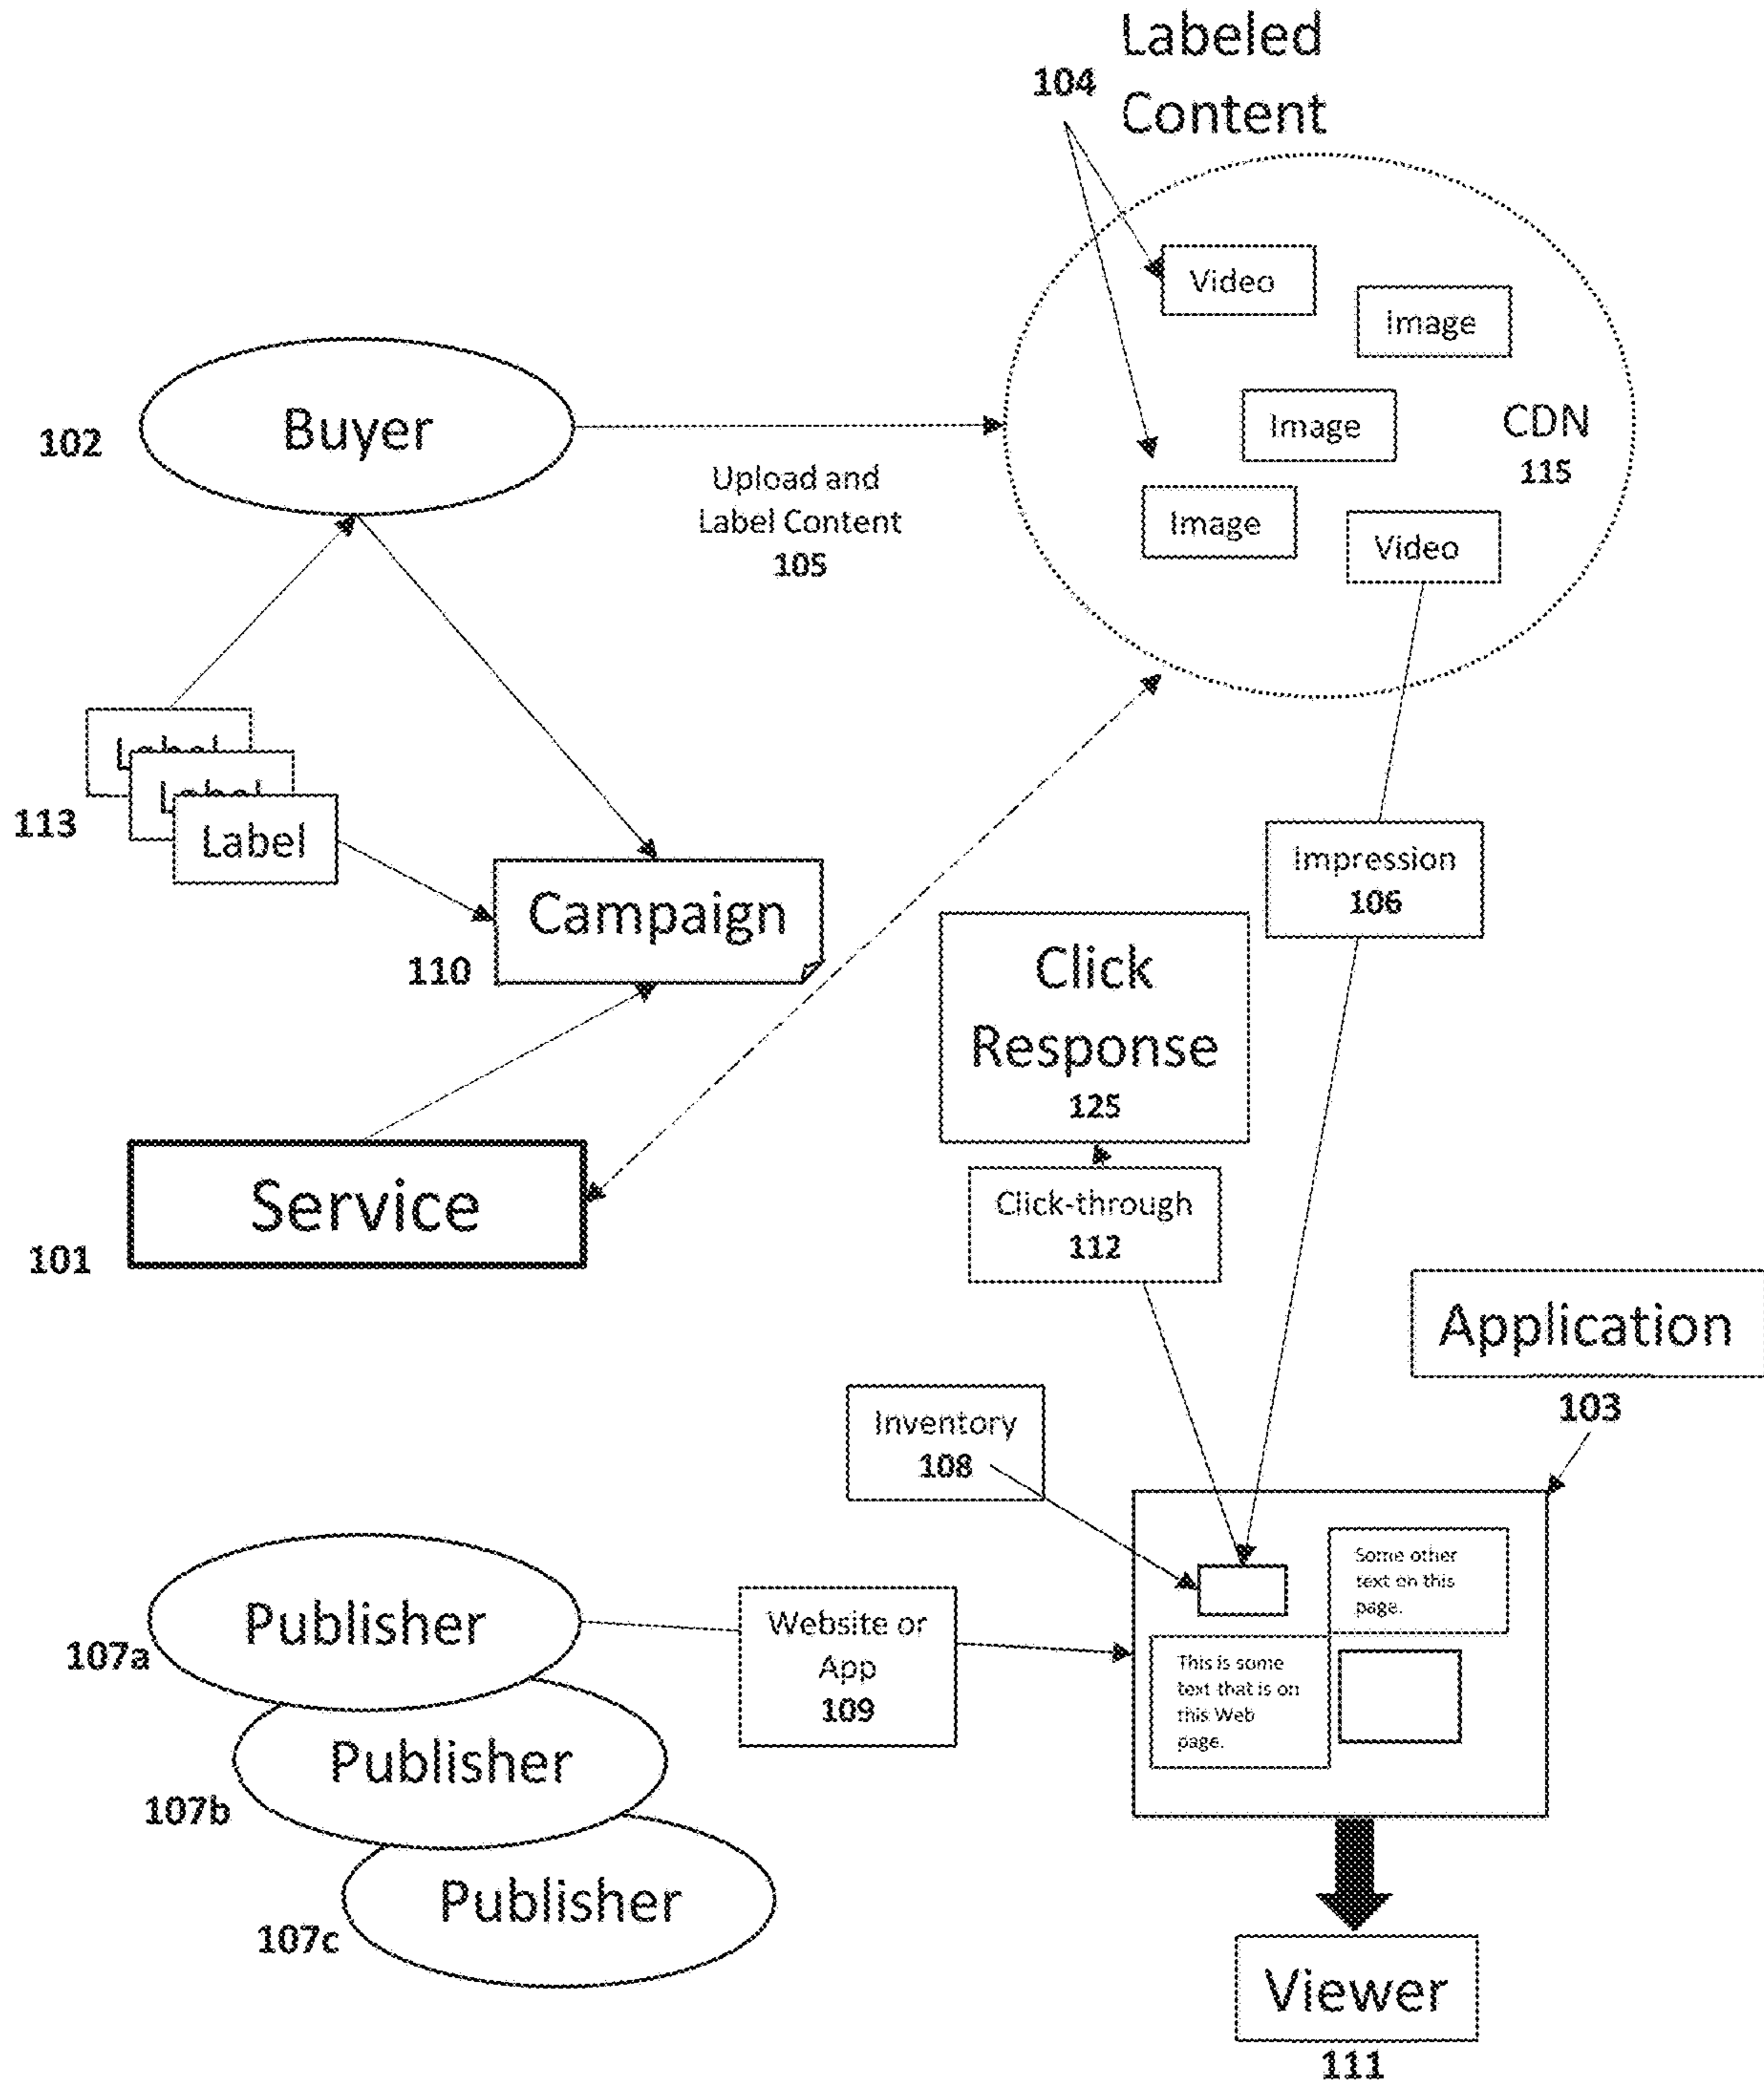 Labeled
104
Content
Video
Image
Image
CDN
115
Image
Video
102
Buyer
Upload and
Label Content
105
Label
Label
Label
113
Campaign
110
Impression
106
Click
Response
125
Click-through
112
Service
101
Application
103
Inventory
108
Some other
text on this
page.
This is some
text that is on
this Web
page.
Website or
App
109
Publisher
107a
Publisher
107b
Publisher
107c
Viewer
111